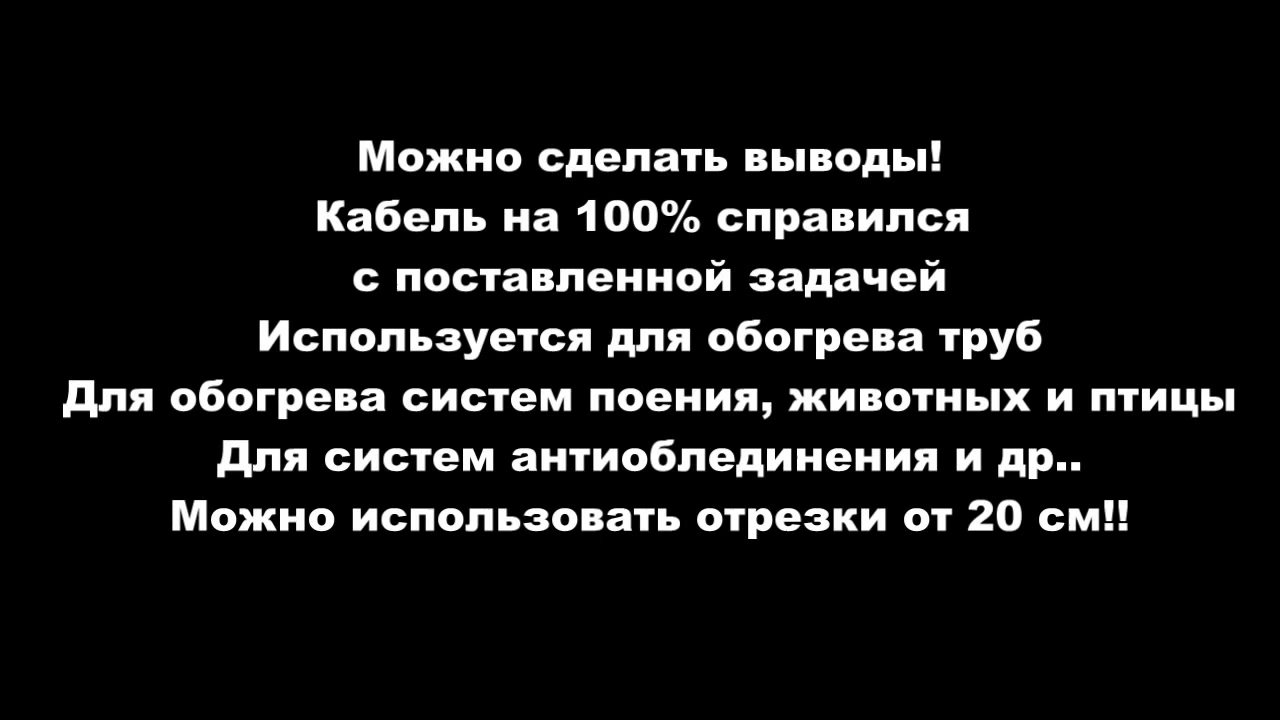 Можно сделать выводы!
Кабель на 100% справился
с поставленной задачей
Используется для обогрева труб
Для обогрева систем поения, животных и птицы
Для систем антиоблединения и др..
Можно использовать отрезки от 20 см!!